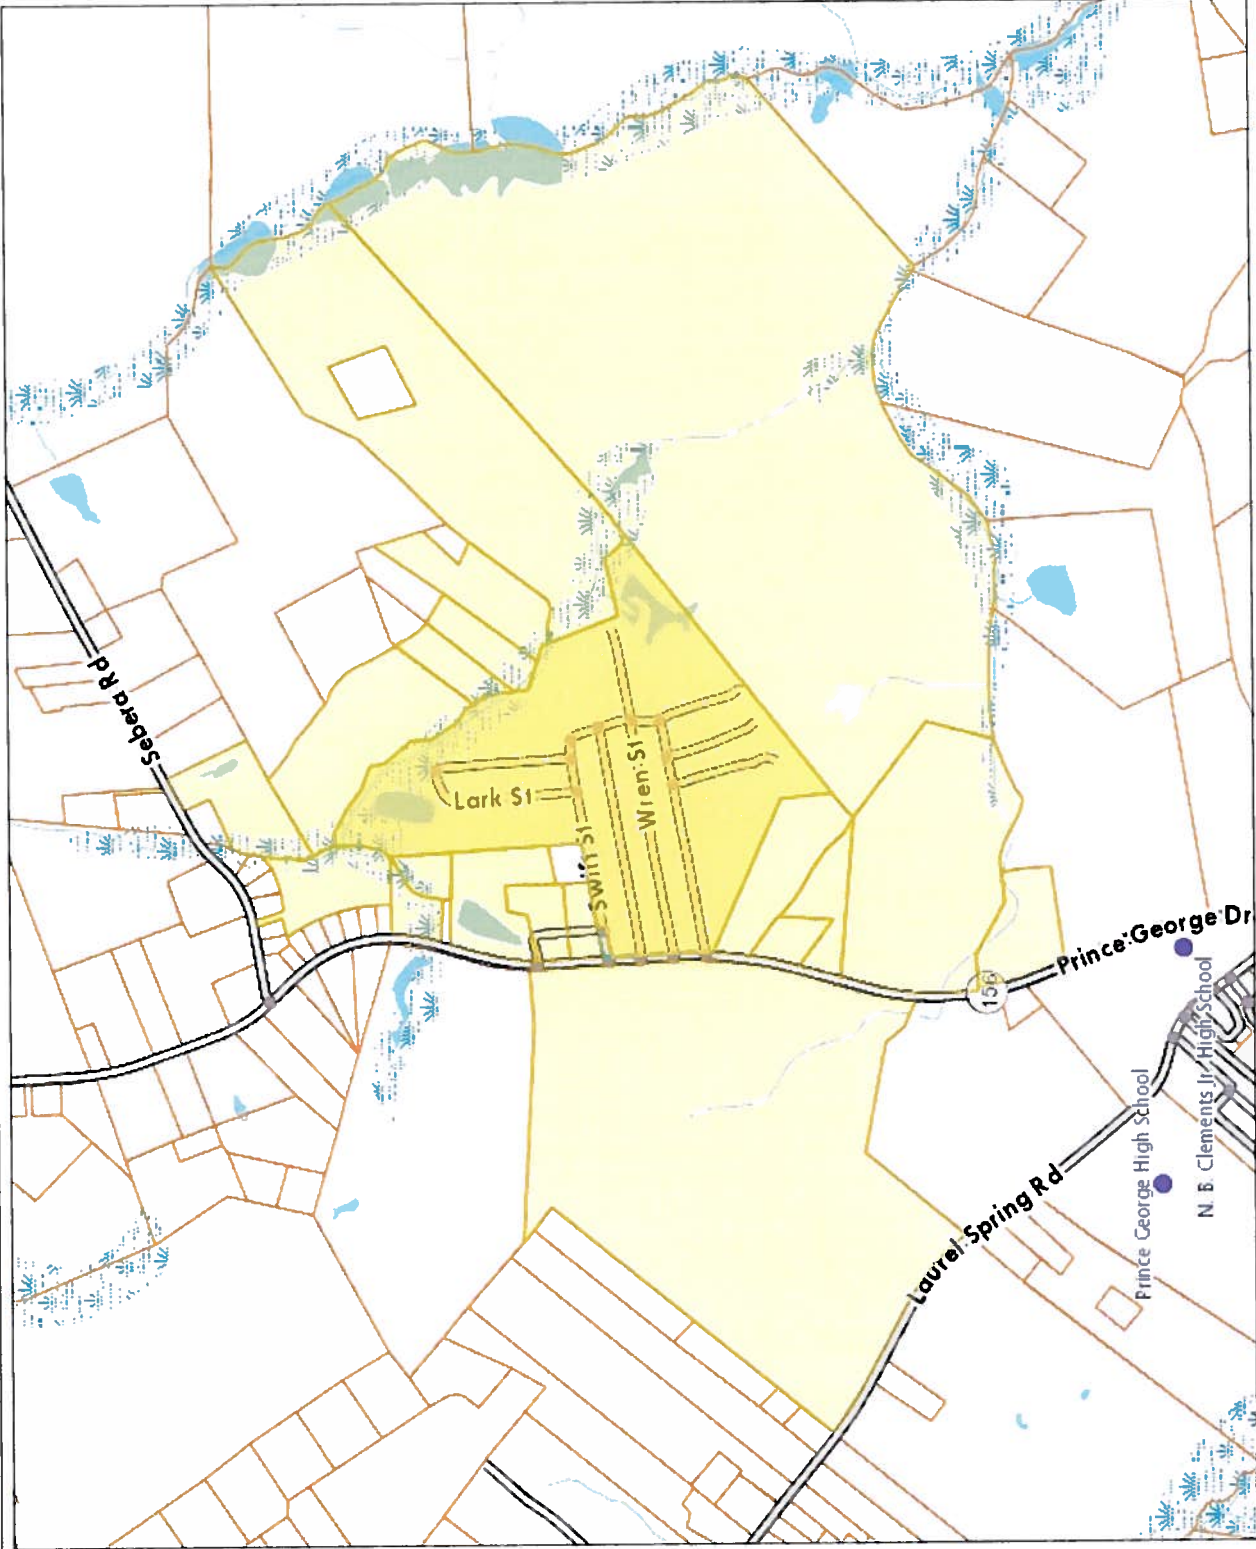 Sebera Rd
Lark St
Wren St
Swift St
Prince George Dr
156
Laurel Spring Rd
Prince George High School
N. B. Clements Jr. High School